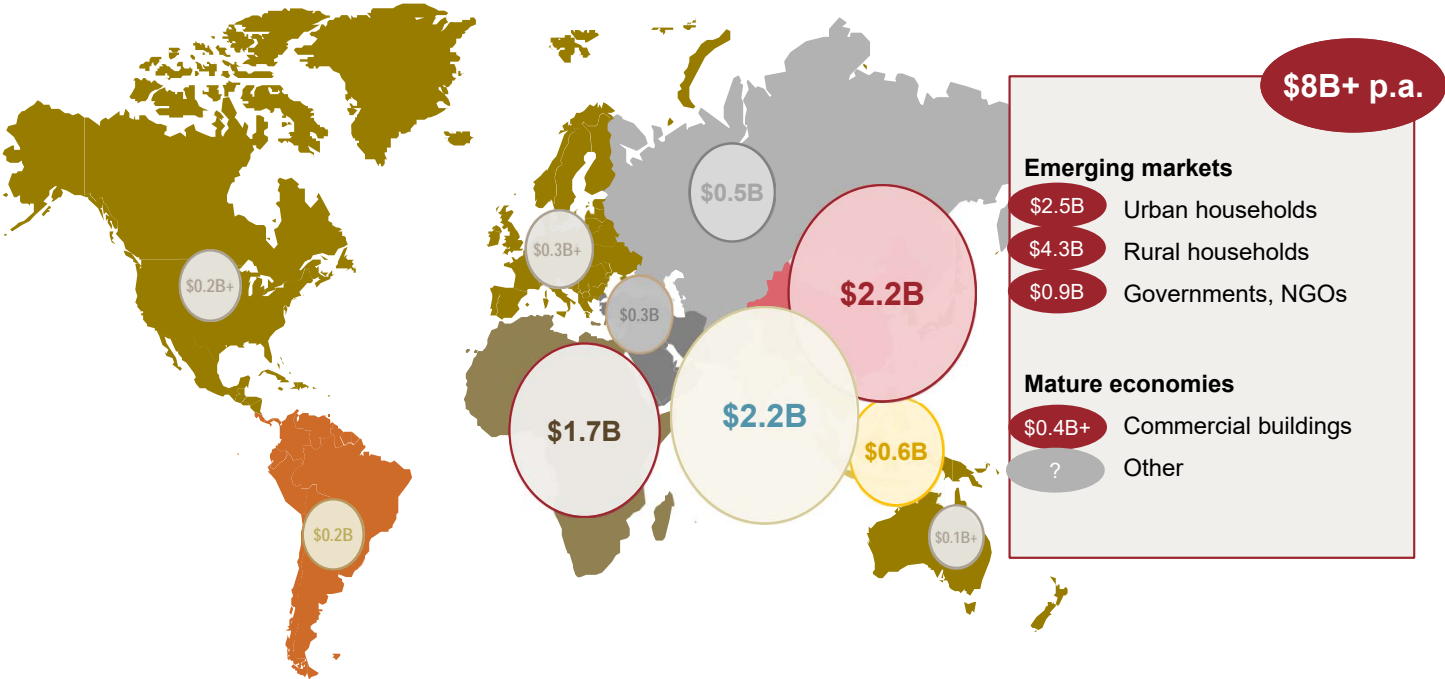 $8B+ p.a.
$0.5B
$0.3B+
$0.2B+
$0.3B
$2.2B
$1.7B
$2.2B
$0.6B
$0.2B
$0.1B+
Emerging markets
$2.5B Urban households
$4.3B Rural households
$0.9B Governments, NGOs
Mature economies
$0.4B+ Commercial buildings
? Other